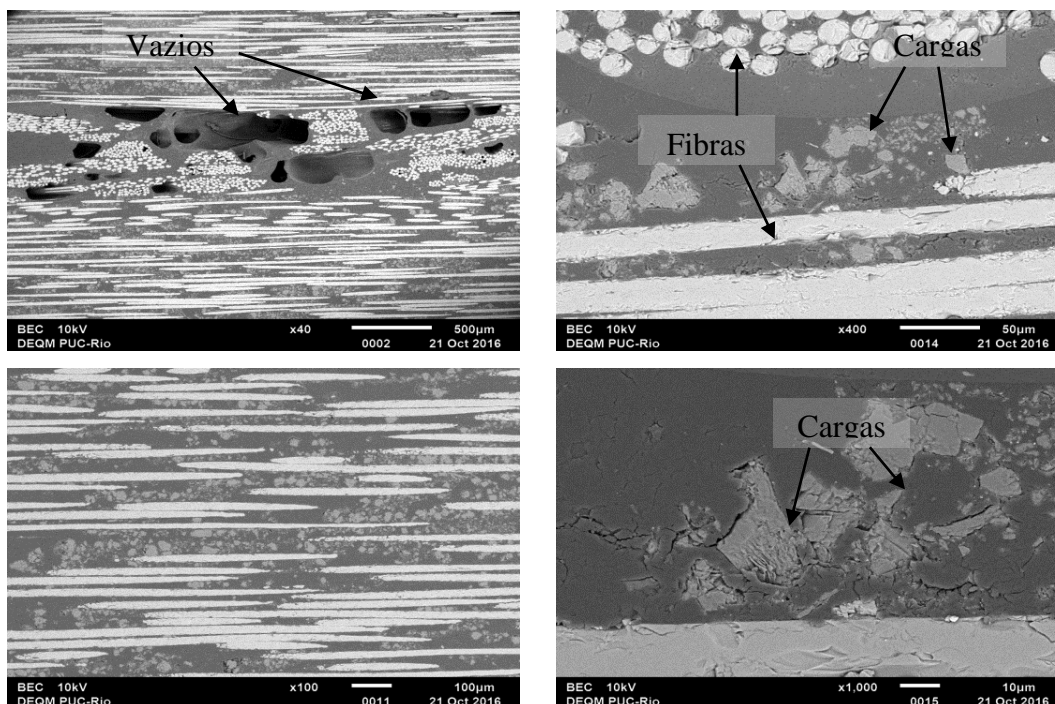 Vazios
BEC 10kV x40 500µm
DEQM PUC-Rio 0002 21 Oct 2016
Cargas
Fibras
BEC 10kV x400 50µm
DEQM PUC-Rio 0014 21 Oct 2016
BEC 10kV x100 100µm
DEQM PUC-Rio 0011 21 Oct 2016
Cargas
BEC 10kV x1,000 10µm
DEQM PUC-Rio 0015 21 Oct 2016